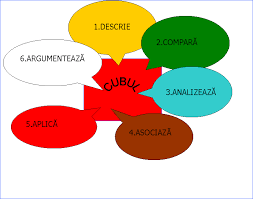 1.DESCRIE
2.COMPARĂ
6.ARGUMENTEAZĂ
CUBUL
3.ANALIZEAZĂ
5.APLICĂ
4.ASOCIAZĂ